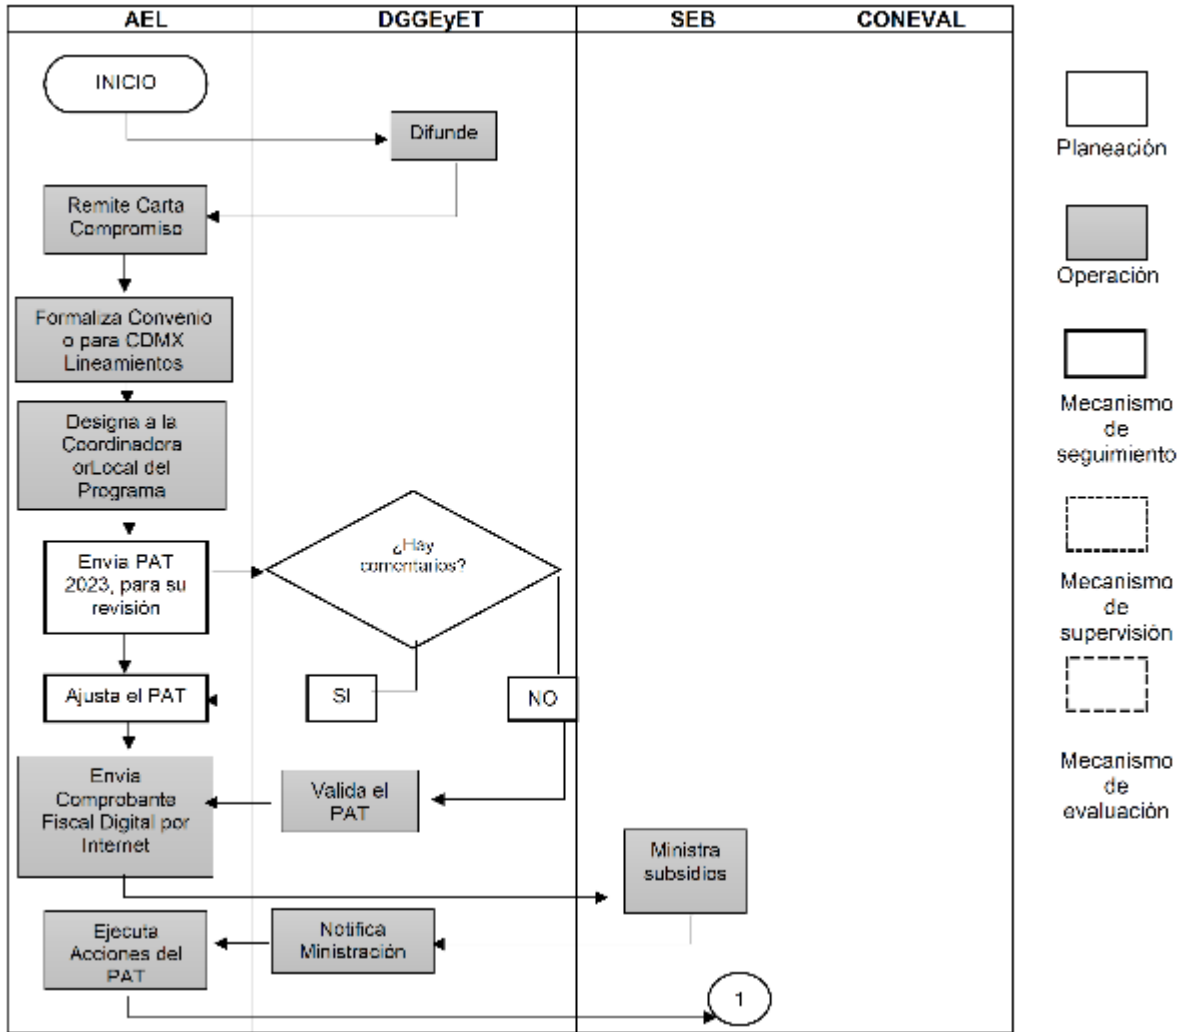 AEL DGGEyET SEB CONEVAL
INICIO
Difunde
Remite Carta
Compromiso
Formaliza Convenio
o para CDMX
Lineamientos
Designa a la
Coordinadora
orLocal del
Programa
Envía PAT
2023, para su
revisión
¿Hay
comentarios?
Ajusta el PAT
SI
NO
Envía
Comprobante
Fiscal Digital por
Internet
Valida el
PAT
Ministra
subsidios
Notifica
Ministración
Ejecuta
Acciones del
PAT
1
Planeación
Operación
Mecanismo
de
seguimiento
Mecanismo
de
supervisión
Mecanismo
de
evaluación